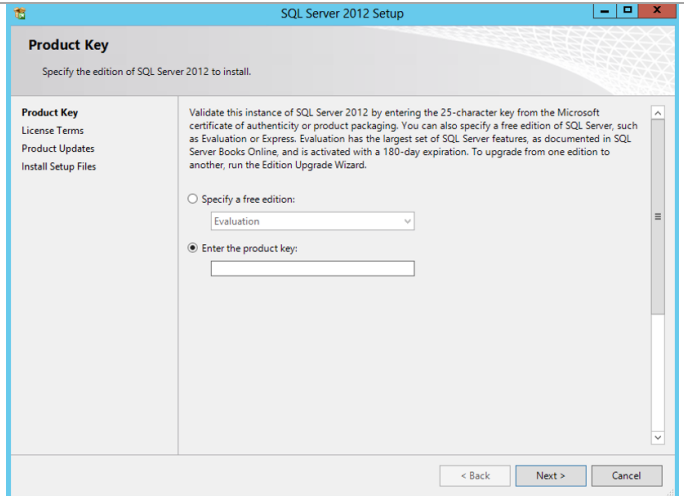 SQL Server 2012 Setup
Product Key
Specify the edition of SQL Server 2012 to install.
Product Key
License Terms
Product Updates
Install Setup Files
Validate this instance of SQL Server 2012 by entering the 25-character key from the Microsoft
certificate of authenticity or product packaging. You can also specify a free edition of SQL Server, such
as Evaluation or Express. Evaluation has the largest set of SQL Server features, as documented in SQL
Server Books Online, and is activated with a 180-day expiration. To upgrade from one edition to
another, run the Edition Upgrade Wizard.
Specify a free edition:
Evaluation
Enter the product key:
< Back
Next >
Cancel